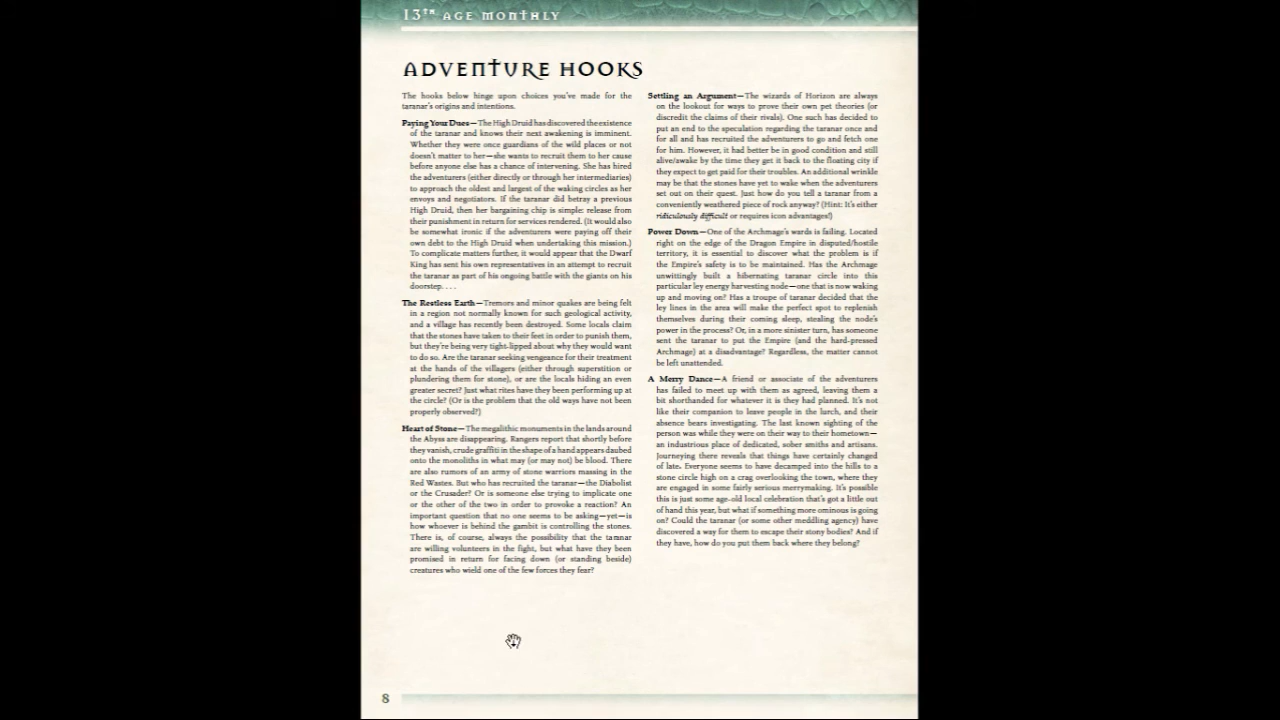 13th AGE MONTHLY
ADVENTURE HOOKS
The hooks below hinge upon choices you've made for the
taranar's origins and intentions.
Paying Your Dues—The High Druid has discovered the existence
of the taranar and knows their next awakening is imminent.
Whether they were once guardians of the wild places or not
doesn't matter to her—she wants to recruit them to her cause
before anyone else has a chance of intervening. She has hired
the adventurers (either directly or through her intermediaries)
to approach the oldest and largest of the waking circles as her
envoys and negotiators. If the taranar did betray a previous
High Druid, then her bargaining chip is simple: release from
their punishment in return for services rendered. (It would also
be somewhat ironic if the adventurers were paying off their
own debt to the High Druid when undertaking this mission.)
To complicate matters further, it would appear that the Dwarf
King has sent his own representatives in an attempt to recruit
the taranar as part of his ongoing battle with the giants on his
doorstep. . . .
The Restless Earth—Tremors and minor quakes are being felt
in a region not normally known for such geological activity,
and a village has recently been destroyed. Some locals claim
that the stones have taken to their feet in order to punish them,
but they're being very tight-lipped about why they would want
to do so. Are the taranar seeking vengeance for their treatment
at the hands of the villagers (either through superstition or
plundering them for stone), or are the locals hiding an even
greater secret? Just what rites have they been performing up at
the circle? (Or is the problem that the old ways have not been
properly observed?)
Heart of Stone—The megalithic monuments in the lands around
the Abyss are disappearing. Rangers report that shortly before
they vanish, crude graffiti in the shape of a hand appears daubed
onto the monoliths in what may (or may not) be blood. There
are also rumors of an army of stone warriors massing in the
Red Wastes. But who has recruited the taranar—the Diabolist
or the Crusader? Or is someone else trying to implicate one
or the other of the two in order to provoke a reaction? An
important question that no one seems to be asking—yet—is
how whoever is behind the gambit is controlling the stones.
There is, of course, always the possibility that the taranar
are willing volunteers in the fight, but what have they been
promised in return for facing down (or standing beside)
creatures who wield one of the few forces they fear?
Settling an Argument—The wizards of Horizon are always
on the lookout for ways to prove their own pet theories (or
discredit the claims of their rivals). One such has decided to
put an end to the speculation regarding the taranar once and
for all and has recruited the adventurers to go and fetch one
for him. However, it had better be in good condition and still
alive/awake by the time they get it back to the floating city if
they expect to get paid for their troubles. An additional wrinkle
may be that the stones have yet to wake when the adventurers
set out on their quest. Just how do you tell a taranar from a
conveniently weathered piece of rock anyway? (Hint: It's either
ridiculously difficult or requires icon advantages!)
Power Down—One of the Archmage's wards is failing. Located
right on the edge of the Dragon Empire in disputed/hostile
territory, it is essential to discover what the problem is if
the Empire's safety is to be maintained. Has the Archmage
unwittingly built a hibernating taranar circle into this
particular ley energy harvesting node—one that is now waking
up and moving on? Has a troupe of taranar decided that the
ley lines in the area will make the perfect spot to replenish
themselves during their coming sleep, stealing the node's
power in the process? Or, in a more sinister turn, has someone
sent the taranar to put the Empire (and the hard-pressed
Archmage) at a disadvantage? Regardless, the matter cannot
be left unattended.
A Merry Dance—A friend or associate of the adventurers
has failed to meet up with them as agreed, leaving them a
bit shorthanded for whatever it is they had planned. It's not
like their companion to leave people in the lurch, and their
absence bears investigating. The last known sighting of the
person was while they were on their way to their hometown—
an industrious place of dedicated, sober smiths and artisans.
Journeying there reveals that things have certainly changed
of late. Everyone seems to have decamped into the hills to a
stone circle high on a crag overlooking the town, where they
are engaged in some fairly serious merrymaking. It's possible
this is just some age-old local celebration that's got a little out
of hand this year, but what if something more ominous is going
on? Could the taranar (or some other meddling agency) have
discovered a way for them to escape their stony bodies? And if
they have, how do you put them back where they belong?
8